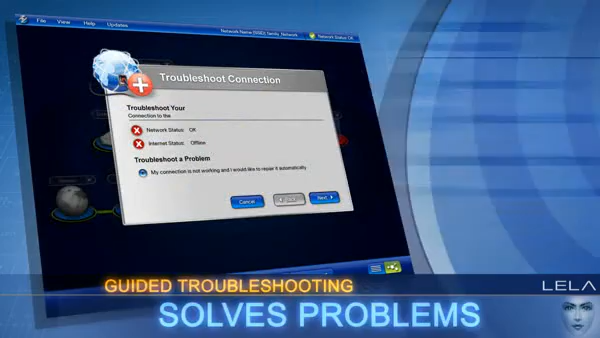 File View Help Updates
Network Name (SSID): family_Network Network Status: OK
Troubleshoot Connection
Troubleshoot Your
Connection to the
Network Status: OK
Internet Status: Offline
Troubleshoot a Problem
My connection is not working and I would like to repair it automatically
Cancel Next
GUIDED TROUBLESHOOTING
SOLVES PROBLEMS
LELA